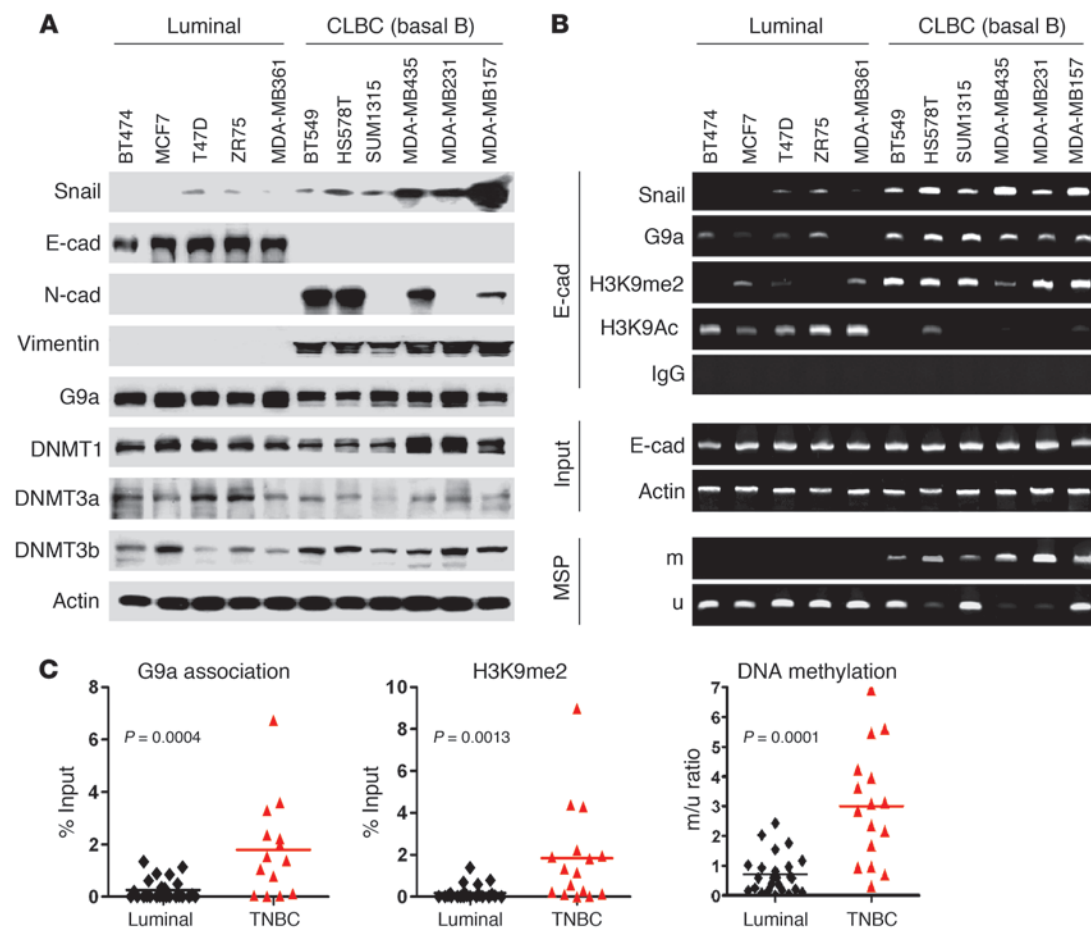 A
Luminal
CLBC (basal B)
BT474
MCF7
T47D
ZR75
MDA-MB361
BT549
HS578T
SUM1315
MDA-MB435
MDA-MB231
MDA-MB157
Snail
E-cad
N-cad
Vimentin
G9a
DNMT1
DNMT3a
DNMT3b
Actin
B
Luminal
CLBC (basal B)
BT474
MCF7
T47D
ZR75
MDA-MB361
BT549
HS578T
SUM1315
MDA-MB435
MDA-MB231
MDA-MB157
E-cad
Snail
G9a
H3K9me2
H3K9Ac
IgG
Input
E-cad
Actin
MSP
m
u
C
G9a association
% Input
8
6
4
2
0
P = 0.0004
Luminal
TNBC
H3K9me2
% Input
10
8
6
4
2
0
P = 0.0013
Luminal
TNBC
DNA methylation
m/u ratio
7
6
5
4
3
2
1
0
P = 0.0001
Luminal
TNBC